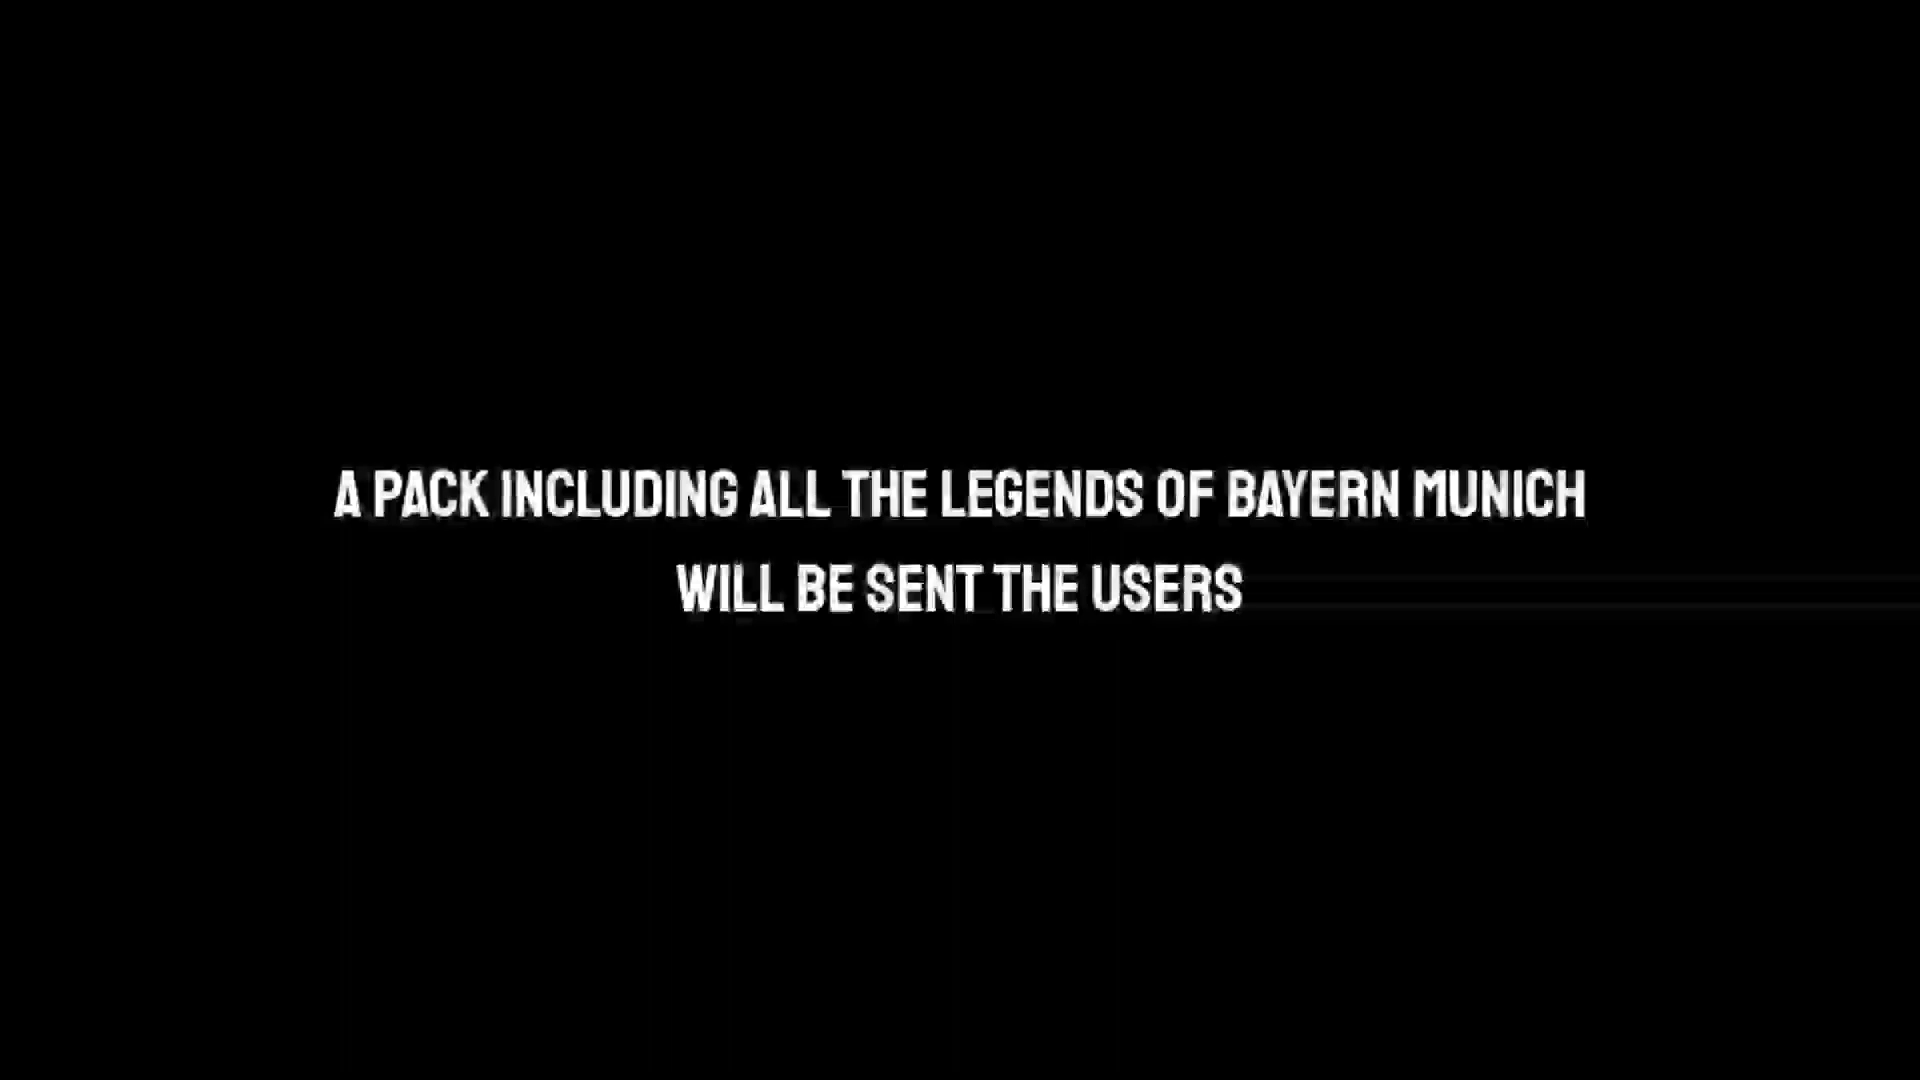 A PACK INCLUDING ALL THE LEGENDS OF BAYERN MUNICH
WILL BE SENT THE USERS